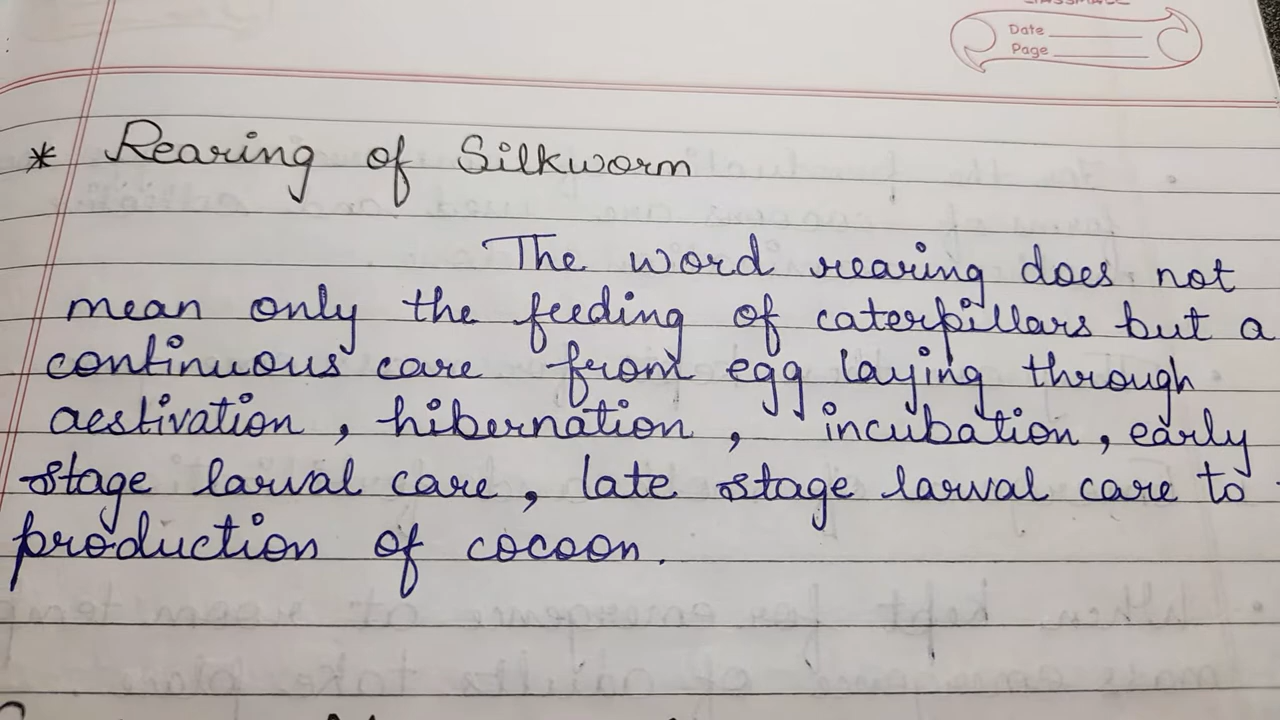 Date
Page
* Rearing of Silkworm
The word rearing does not
mean only the feeding of caterpillars but a
continuous care from egg laying through
aestivation, hibernation, incubation, early
stage larval care, late stage larval care to
production of cocoon.